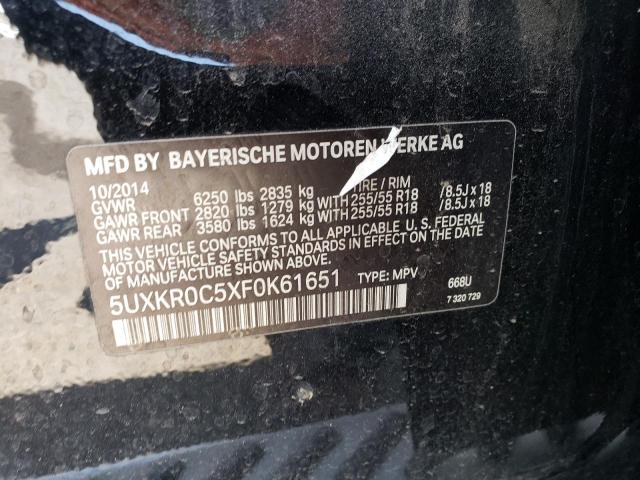 MFD BY BAYERISCHE MOTOREN WERKE AG
10/2014 TIRE / RIM
GVWR 6250 lbs 2835 kg
GAWR FRONT 2820 lbs 1279 kg WITH 255/55 R18 /8.5J x 18
GAWR REAR 3580 lbs 1624 kg WITH 255/55 R18 /8.5J x 18
THIS VEHICLE CONFORMS TO ALL APPLICABLE U. S. FEDERAL
MOTOR VEHICLE SAFETY STANDARDS IN EFFECT ON THE DATE
OF MANUFACTURE SHOWN ABOVE.
5UXKR0C5XF0K61651 TYPE: MPV 668U
7 320 729